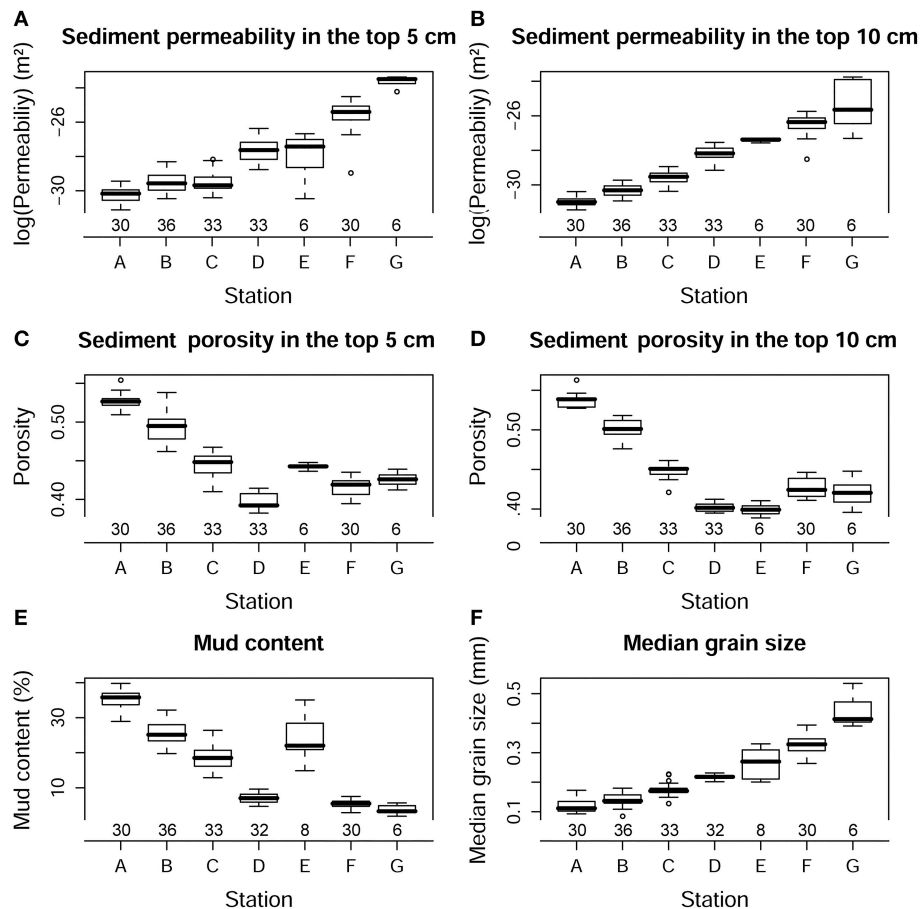 A
Sediment permeability in the top 5 cm
log(Permeabiliy) (m²)
−26
−30
30 36 33 33 6 30 6
A B C D E F G
Station
B
Sediment permeability in the top 10 cm
log(Permeability) (m²)
−26
−30
30 36 33 33 6 30 6
A B C D E F G
Station
C
Sediment porosity in the top 5 cm
Porosity
0.50
0.40
30 36 33 33 6 30 6
A B C D E F G
Station
D
Sediment porosity in the top 10 cm
Porosity
0.50
.40
0
30 36 33 33 6 30 6
A B C D E F G
Station
E
Mud content
Mud content (%)
30
10
30 36 33 32 8 30 6
A B C D E F G
Station
F
Median grain size
Median grain size (mm)
0.5
0.3
0.1
30 36 33 32 8 30 6
A B C D E F G
Station